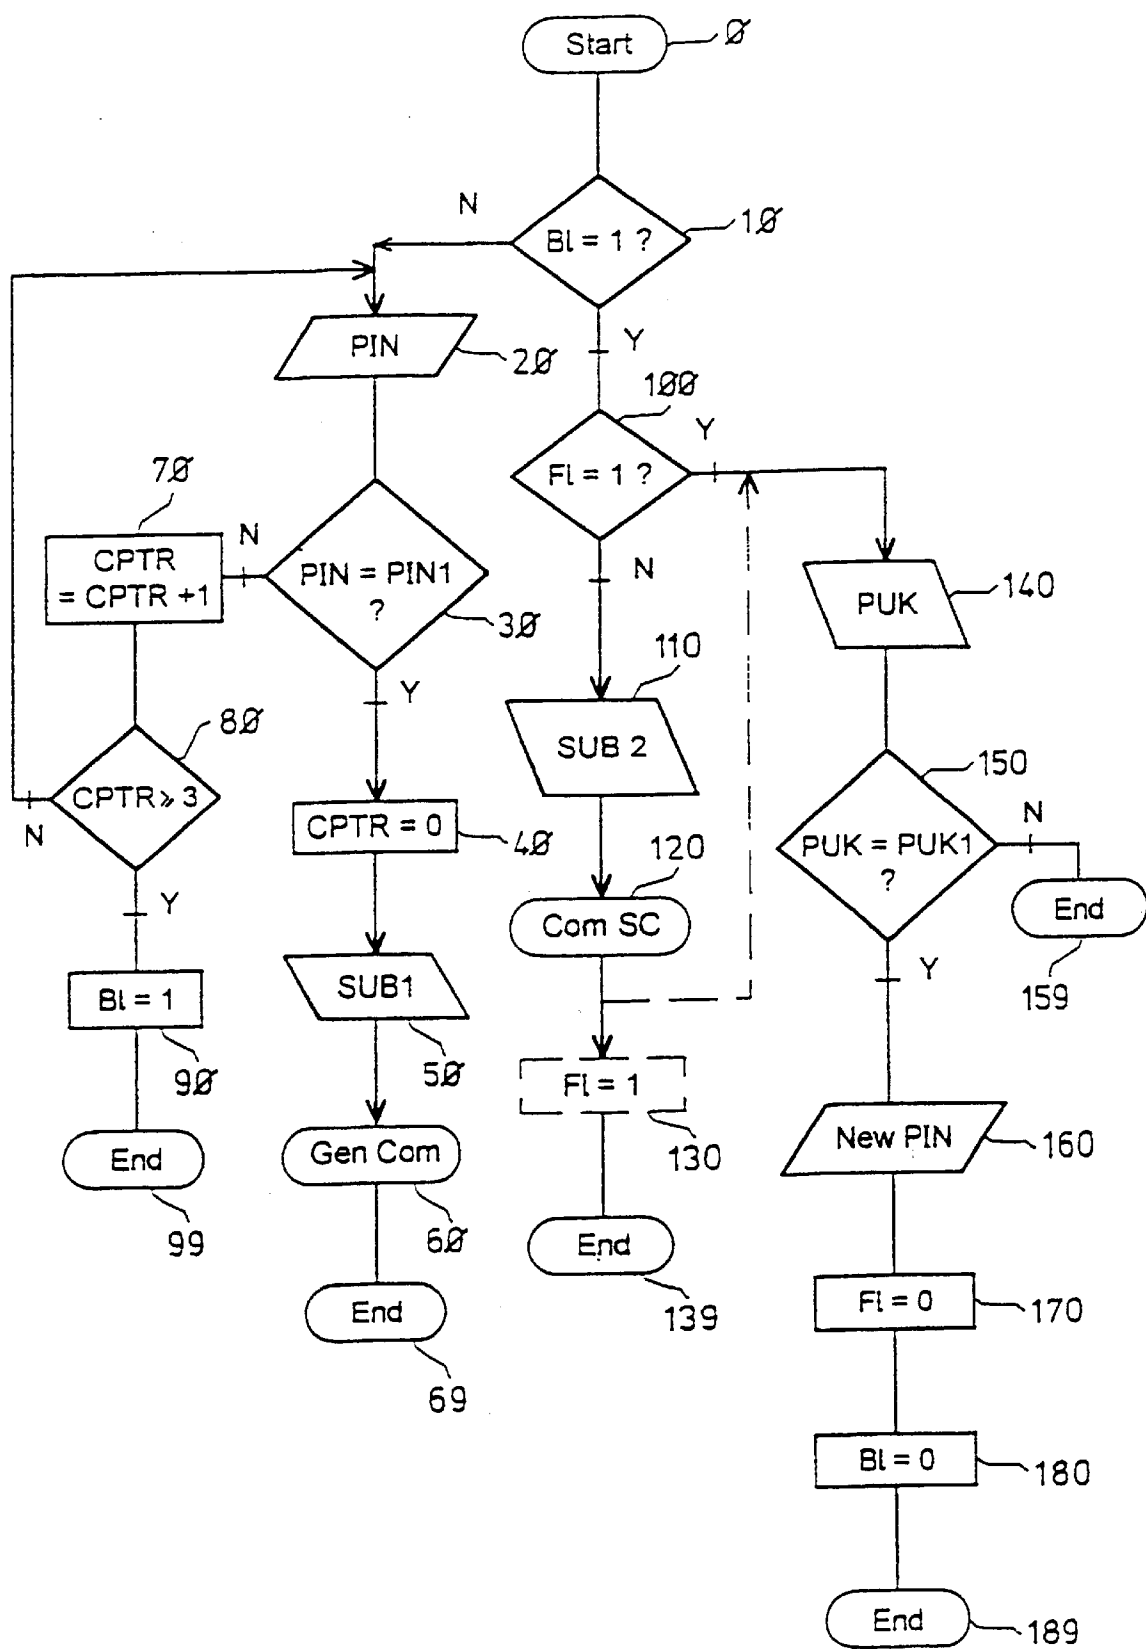 Start
Ø
N
Bl = 1 ?
1Ø
Y
PIN
2Ø
1ØØ
Y
Fl = 1 ?
7Ø
N
CPTR
= CPTR +1
PIN = PIN1
?
3Ø
N
PUK
140
Y
110
8Ø
SUB 2
150
CPTR ⩾ 3
N
CPTR = 0
4Ø
N
PUK = PUK1
?
Y
120
Com SC
End
159
Y
Bl = 1
9Ø
SUB1
5Ø
Fl = 1
130
New PIN
160
End
99
Gen Com
6Ø
End
139
End
69
Fl = 0
170
Bl = 0
180
End
189